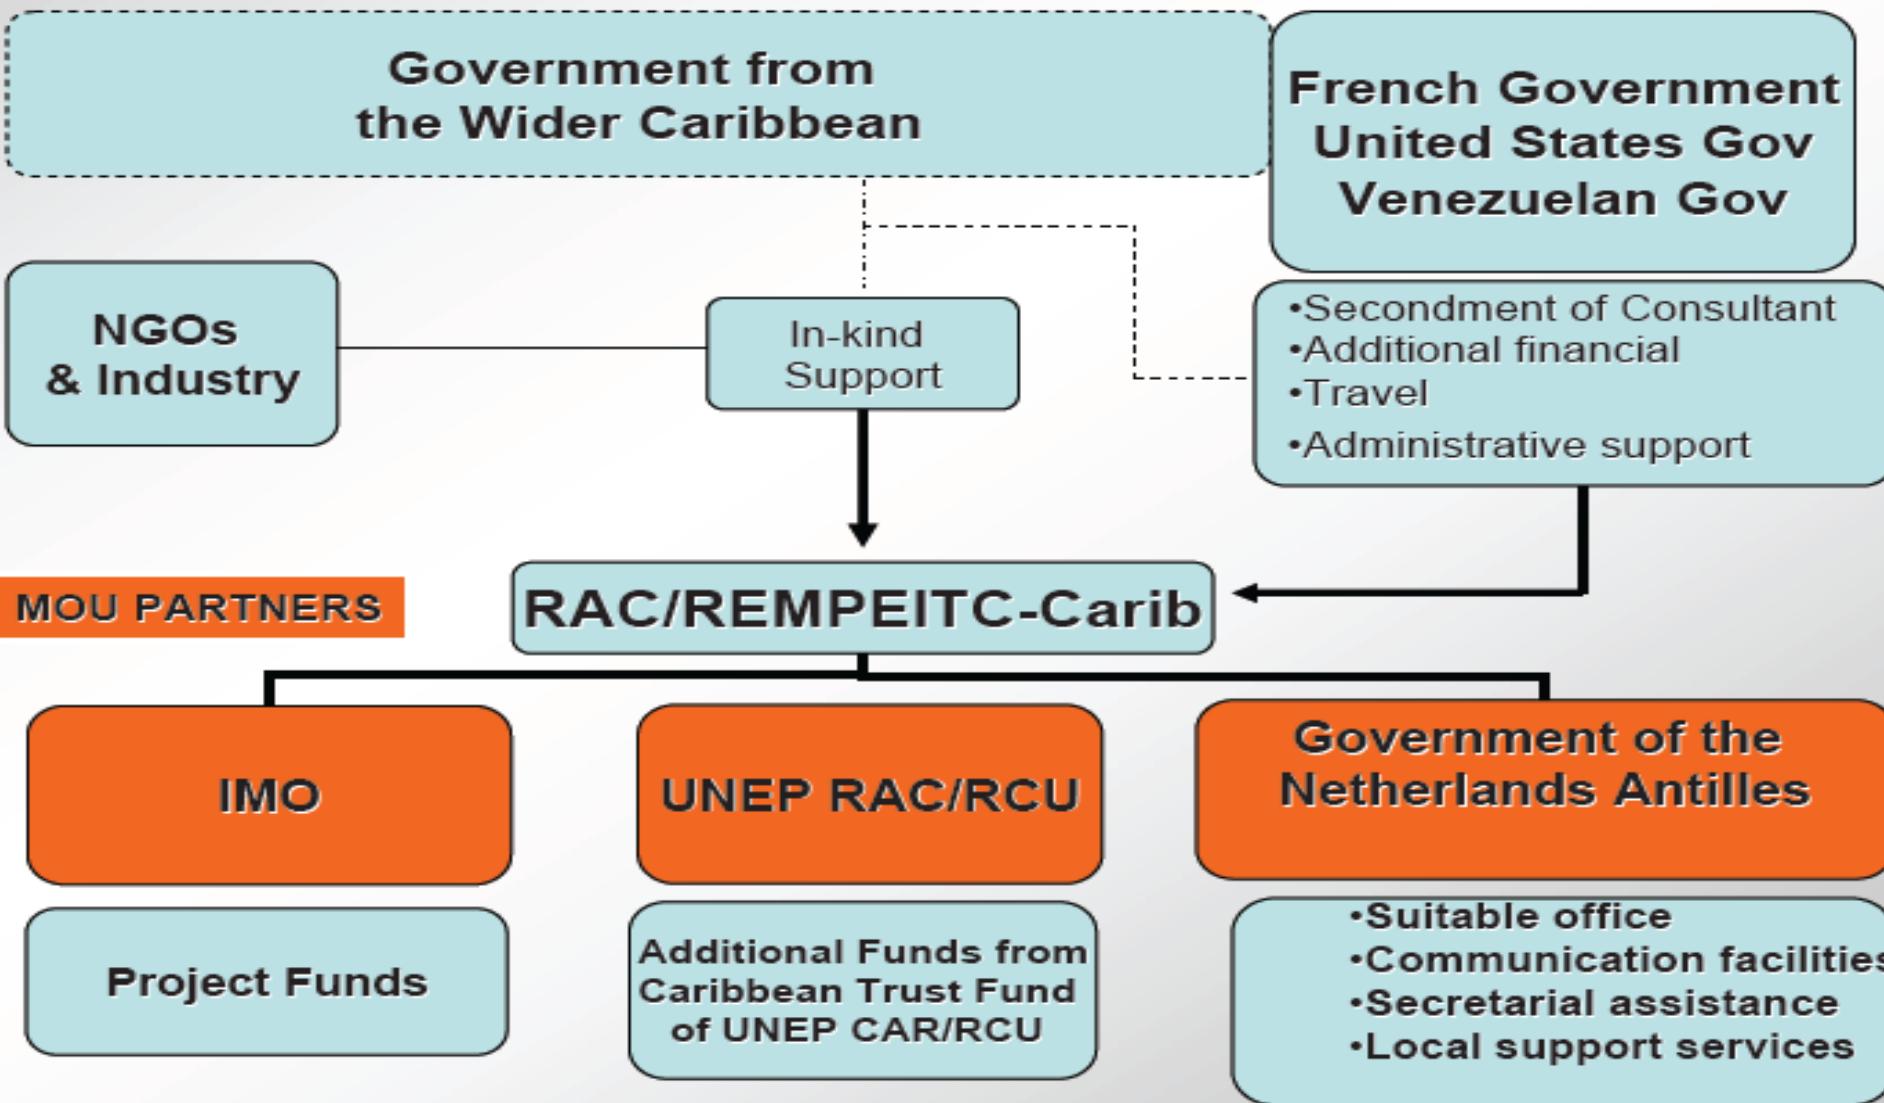 Government from
the Wider Caribbean
French Government
United States Gov
Venezuelan Gov
NGOs
& Industry
In-kind
Support
•Secondment of Consultant
•Additional financial
•Travel
•Administrative support
MOU PARTNERS
RAC/REMPEITC-Carib
IMO
UNEP RAC/RCU
Government of the
Netherlands Antilles
Project Funds
Additional Funds from
Caribbean Trust Fund
of UNEP CAR/RCU
•Suitable office
•Communication facilities
•Secretarial assistance
•Local support services